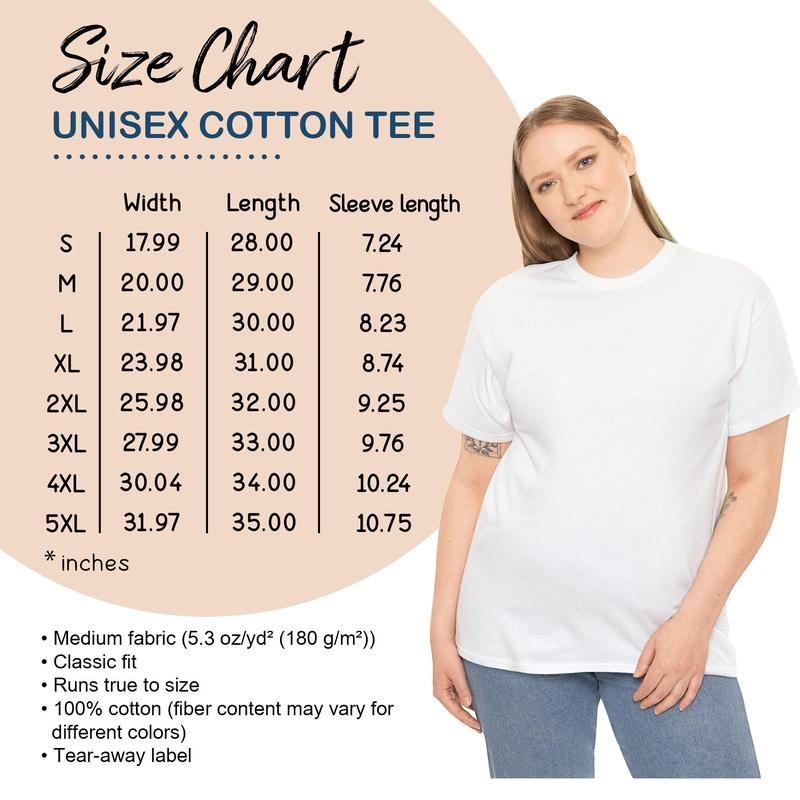 Size Chart
UNISEX COTTON TEE
Width Length Sleeve length
S 17.99 28.00 7.24
M 20.00 29.00 7.76
L 21.97 30.00 8.23
XL 23.98 31.00 8.74
2XL 25.98 32.00 9.25
3XL 27.99 33.00 9.76
4XL 30.04 34.00 10.24
5XL 31.97 35.00 10.75
* inches
• Medium fabric (5.3 oz/yd² (180 g/m²))
• Classic fit
• Runs true to size
• 100% cotton (fiber content may vary for
different colors)
• Tear-away label